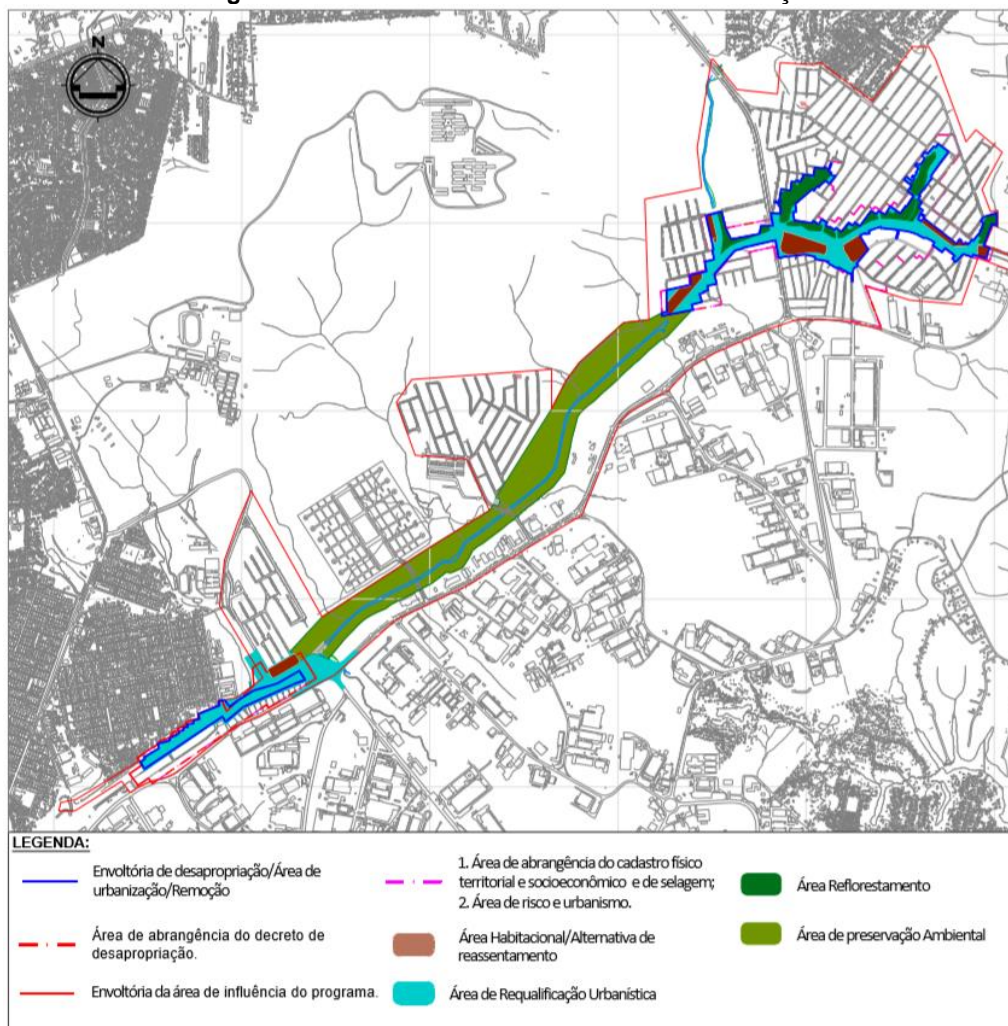 N
LEGENDA:
Envoltória de desapropriação/Área de
urbanização/Remoção
Área de abrangência do decreto de
desapropriação.
Envoltória da área de influência do programa.
1. Área de abrangência do cadastro físico
territorial e socioeconômico e de selagem;
2. Área de risco e urbanismo.
Área Habitacional/Alternativa de
reassentamento
Área de Requalificação Urbanística
Área Reflorestamento
Área de preservação Ambiental